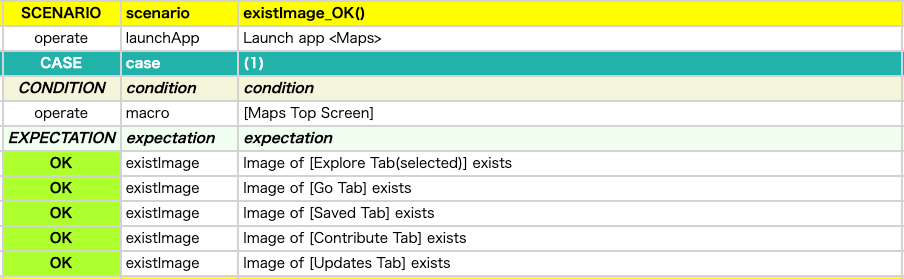 SCENARIO scenario existImage_OK()
operate launchApp Launch app <Maps>
CASE case (1)
CONDITION condition condition
operate macro [Maps Top Screen]
EXPECTATION expectation expectation
OK existImage Image of [Explore Tab(selected)] exists
OK existImage Image of [Go Tab] exists
OK existImage Image of [Saved Tab] exists
OK existImage Image of [Contribute Tab] exists
OK existImage Image of [Updates Tab] exists